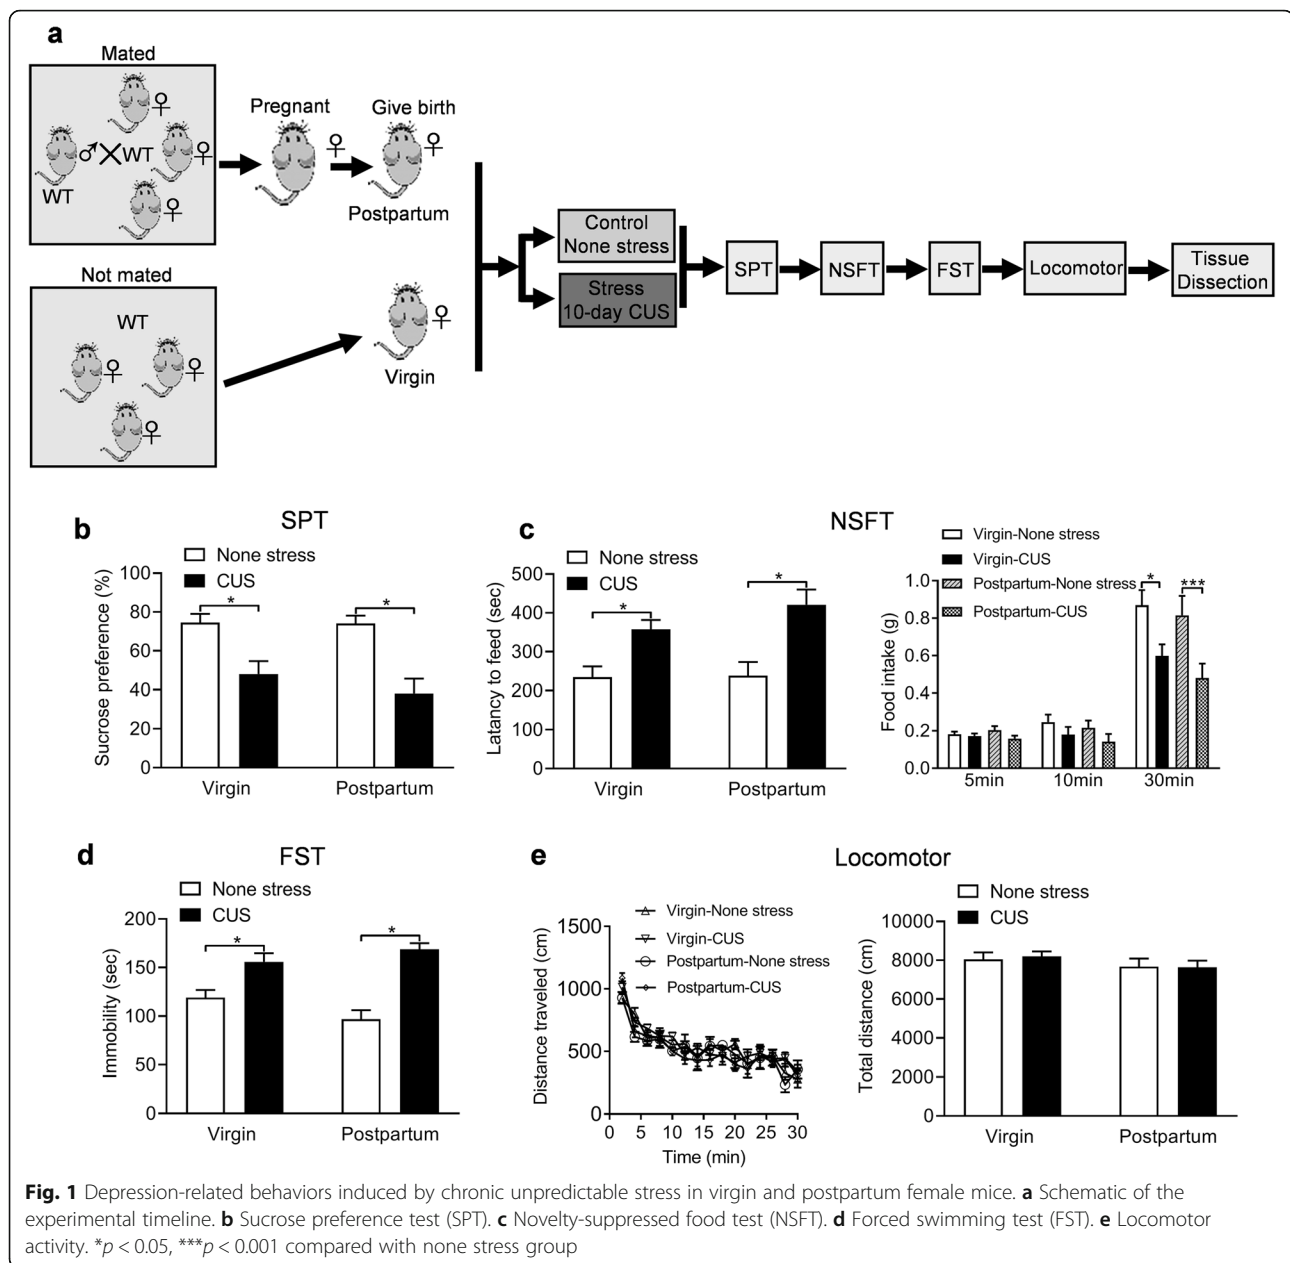 a
Mated
♀
WT ♂ X WT ♀
♀
Pregnant
♀
Give birth
♀
Postpartum
Not mated
WT
♀ ♀
♀
♀
Virgin
Control
None stress
Stress
10-day CUS
SPT
NSFT
FST
Locomotor
Tissue
Dissection
b
SPT
None stress
CUS
Sucrose preference (%)
100
80
60
40
20
0
*
*
Virgin
Postpartum
c
NSFT
None stress
CUS
Latancy to feed (sec)
500
400
300
200
100
0
*
*
Virgin
Postpartum
Virgin-None stress
Virgin-CUS
Postpartum-None stress
Postpartum-CUS
Food intake (g)
1.0
0.8
0.6
0.4
0.2
0.0
*
***
5min
10min
30min
d
FST
None stress
CUS
Immobility (sec)
200
150
100
50
0
*
*
Virgin
Postpartum
e
Locomotor
Virgin-None stress
Virgin-CUS
Postpartum-None stress
Postpartum-CUS
Distance traveled (cm)
1500
1000
500
0
0 5 10 15 20 25 30
Time (min)
None stress
CUS
Total distance (cm)
10000
8000
6000
4000
2000
0
Virgin
Postpartum
Fig. 1 Depression-related behaviors induced by chronic unpredictable stress in virgin and postpartum female mice. a Schematic of the
experimental timeline. b Sucrose preference test (SPT). c Novelty-suppressed food test (NSFT). d Forced swimming test (FST). e Locomotor
activity. *p < 0.05, ***p < 0.001 compared with none stress group